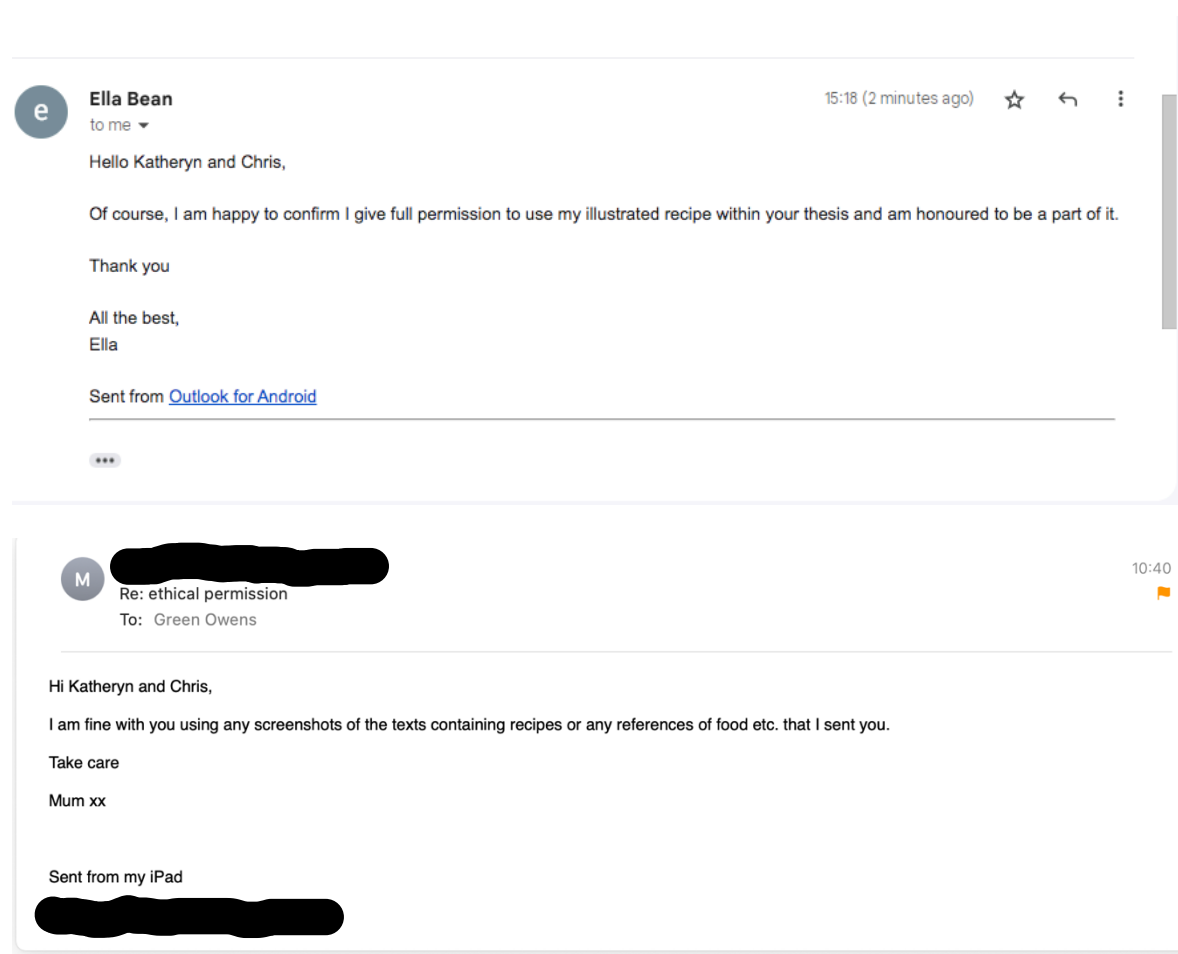 e
Ella Bean
15:18 (2 minutes ago)
to me
Hello Katheryn and Chris,
Of course, I am happy to confirm I give full permission to use my illustrated recipe within your thesis and am honoured to be a part of it.
Thank you
All the best,
Ella
Sent from Outlook for Android
M
10:40
Re: ethical permission
To: Green Owens
Hi Katheryn and Chris,
I am fine with you using any screenshots of the texts containing recipes or any references of food etc. that I sent you.
Take care
Mum xx
Sent from my iPad